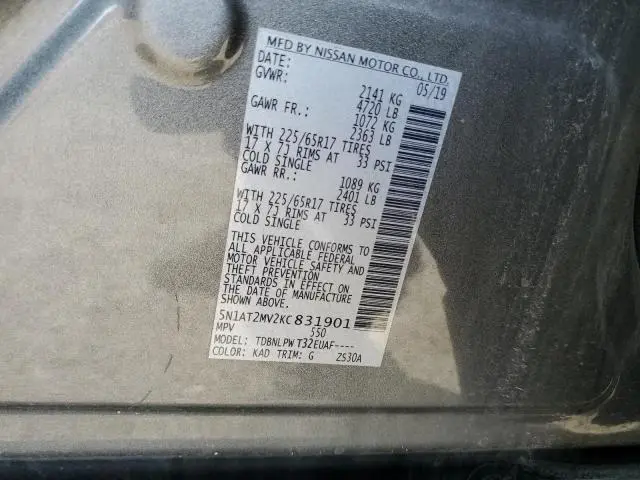 MFD BY NISSAN MOTOR CO., LTD.
DATE: 05/19
GVWR: 2141 KG
4720 LB
GAWR FR.: 1072 KG
2363 LB
WITH 225/65R17 TIRES
17 X 7J RIMS AT 33 PSI
COLD SINGLE
GAWR RR.: 1089 KG
2401 LB
WITH 225/65R17 TIRES
17 X 7J RIMS AT 33 PSI
COLD SINGLE
THIS VEHICLE CONFORMS TO
ALL APPLICABLE FEDERAL
MOTOR VEHICLE SAFETY AND
THEFT PREVENTION
STANDARDS IN EFFECT ON
THE DATE OF MANUFACTURE
SHOWN ABOVE.
5N1AT2MV2KC831901
MPV 550
MODEL: TDBNLPW T32EUAF----
COLOR: KAD TRIM: G ZS30A